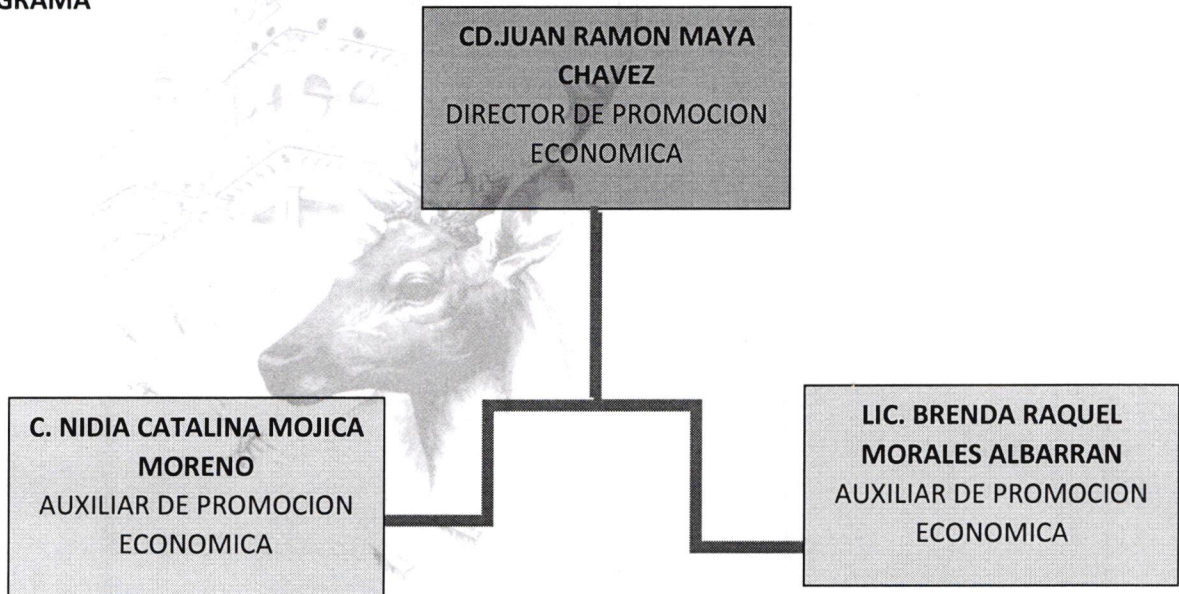 GRAMA
CD.JUAN RAMON MAYA
CHAVEZ
DIRECTOR DE PROMOCION
ECONOMICA
C. NIDIA CATALINA MOJICA
MORENO
AUXILIAR DE PROMOCION
ECONOMICA
LIC. BRENDA RAQUEL
MORALES ALBARRAN
AUXILIAR DE PROMOCION
ECONOMICA